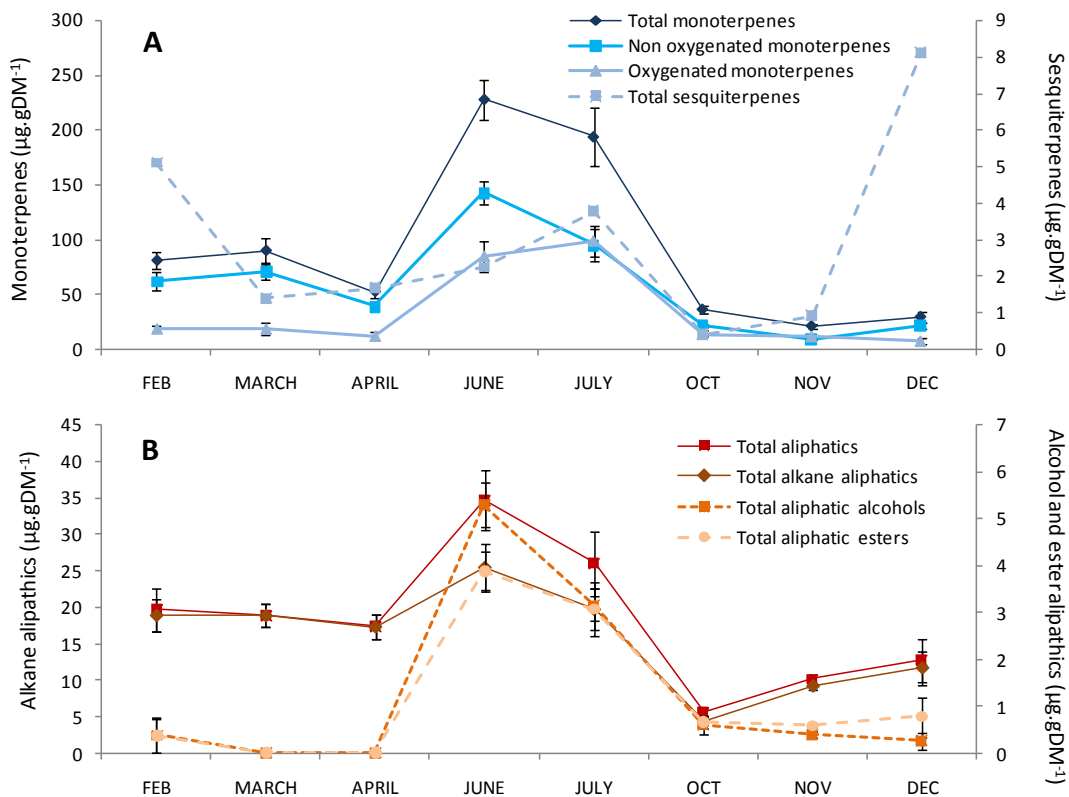 A
Total monoterpenes
Non oxygenated monoterpenes
Oxygenated monoterpenes
Total sesquiterpenes
Monoterpenes (µg.gDM⁻¹)
300
250
200
150
100
50
0
Sesquiterpenes (µg.gDM⁻¹)
9
8
7
6
5
4
3
2
1
0
FEB MARCH APRIL JUNE JULY OCT NOV DEC
B
Total aliphatics
Total alkane aliphatics
Total aliphatic alcohols
Total aliphatic esters
Alkane alipathics (µg.gDM⁻¹)
45
40
35
30
25
20
15
10
5
0
Alcohol and ester alipathics (µg.gDM⁻¹)
7
6
5
4
3
2
1
0
FEB MARCH APRIL JUNE JULY OCT NOV DEC